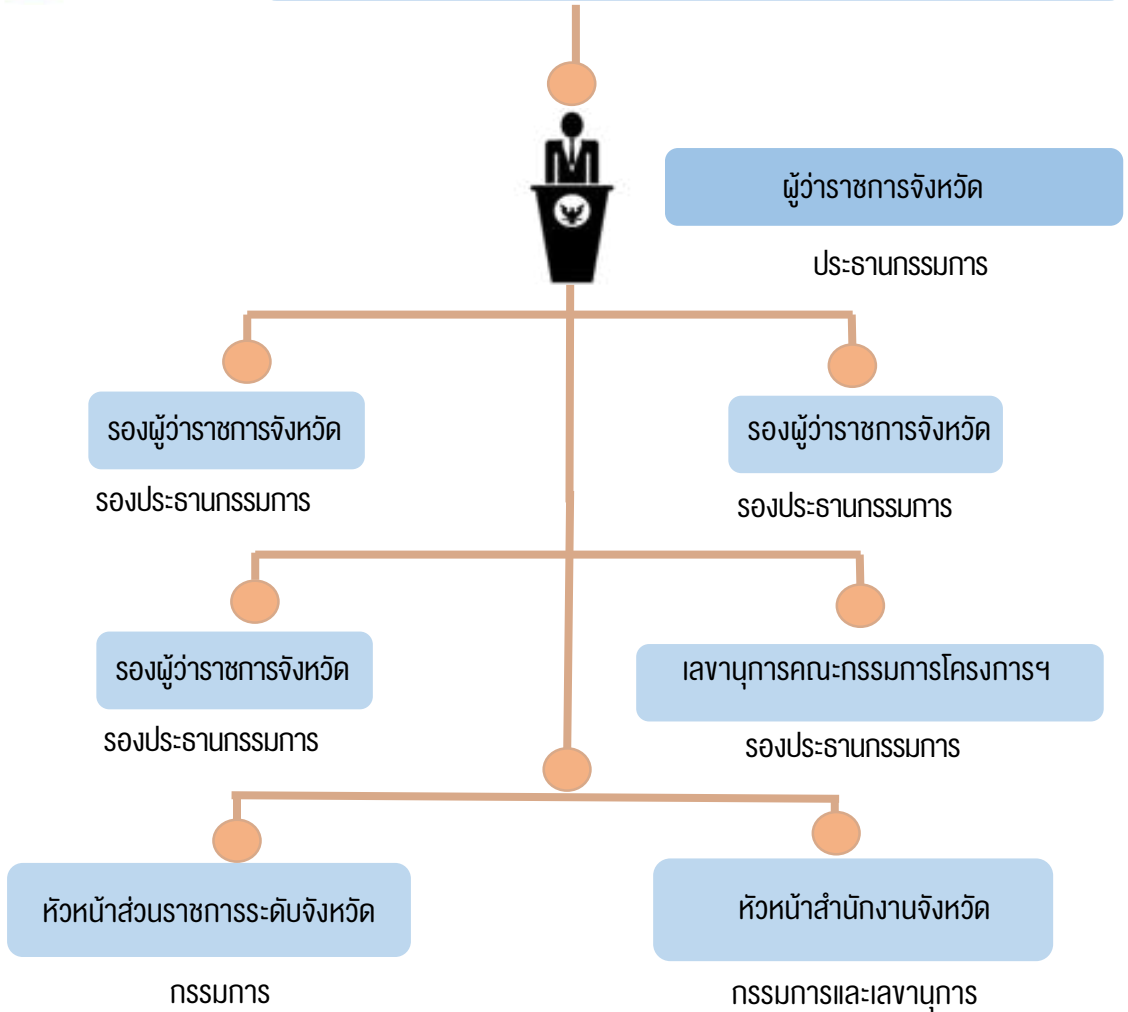 ผู้ว่าราชการจังหวัด
ประธานกรรมการ
รองผู้ว่าราชการจังหวัด
รองประธานกรรมการ
รองผู้ว่าราชการจังหวัด
รองประธานกรรมการ
รองผู้ว่าราชการจังหวัด
รองประธานกรรมการ
เลขานุการคณะกรรมการโครงการฯ
รองประธานกรรมการ
หัวหน้าส่วนราชการระดับจังหวัด
กรรมการ
หัวหน้าสำนักงานจังหวัด
กรรมการและเลขานุการ